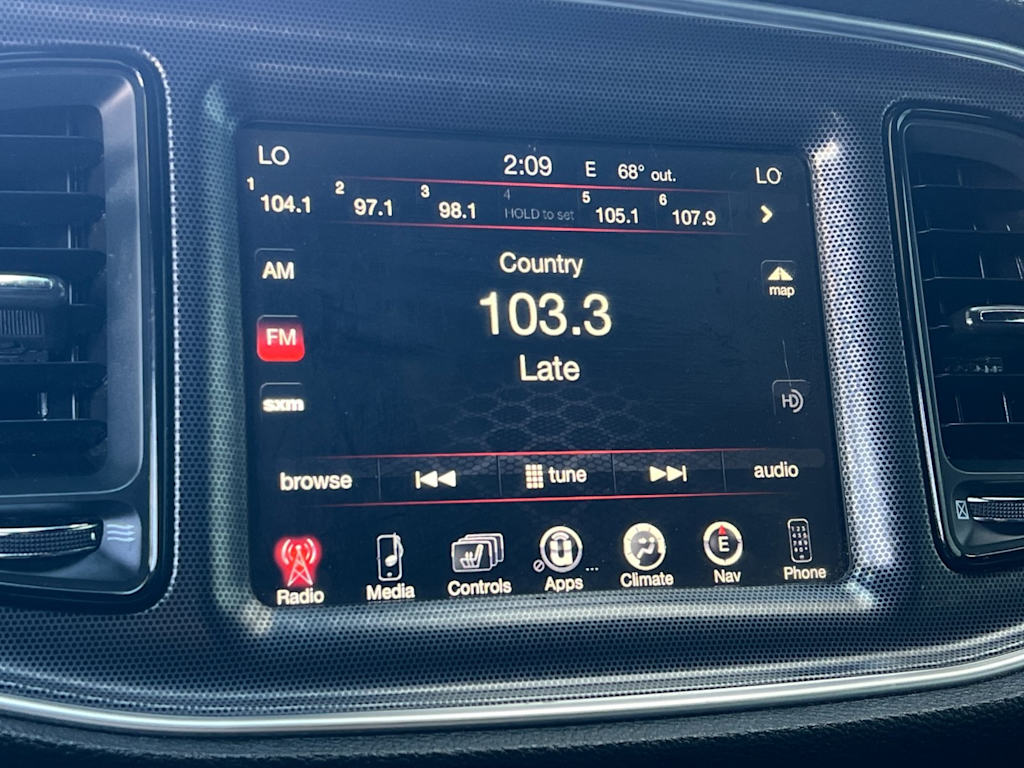 LO 2:09 E 68° out. LO
1 104.1 2 97.1 3 98.1 4 HOLD to set 5 105.1 6 107.9
Country
AM
map
103.3
FM
Late
sxm
HD
browse tune audio
Radio Media Controls Apps ... Climate E Nav Phone